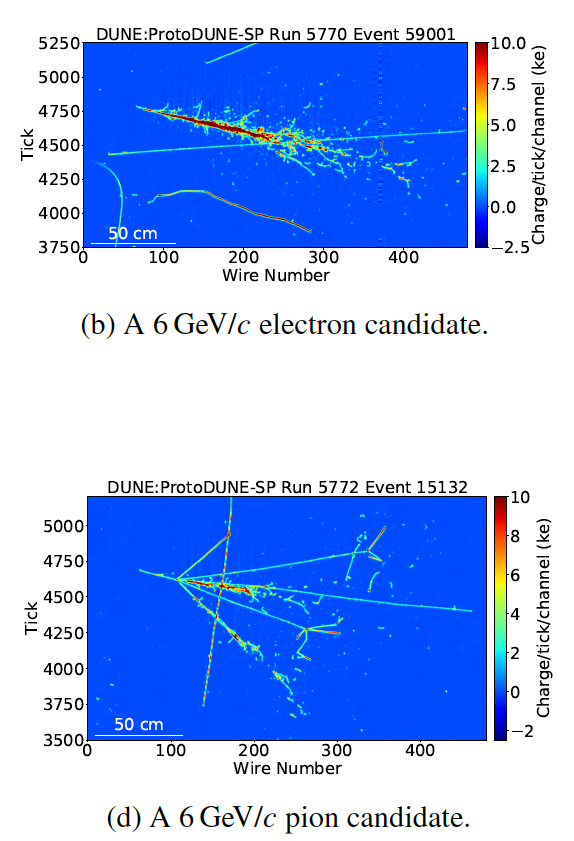 DUNE:ProtoDUNE-SP Run 5770 Event 59001
5250
5000
4750
4500
4250
4000
3750
Tick
50 cm
0 100 200 300 400
Wire Number
10.0
7.5
5.0
2.5
0.0
−2.5
Charge/tick/channel (ke)
(b) A 6 GeV/c electron candidate.
DUNE:ProtoDUNE-SP Run 5772 Event 15132
5000
4750
4500
4250
4000
3750
3500
Tick
50 cm
0 100 200 300 400
Wire Number
10
8
6
4
2
0
−2
Charge/tick/channel (ke)
(d) A 6 GeV/c pion candidate.